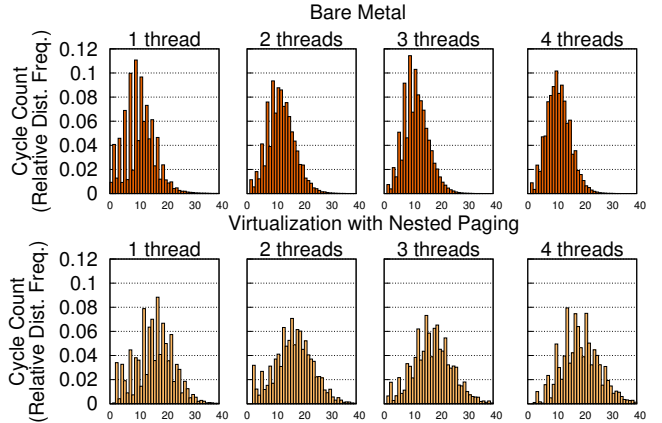 Bare Metal
1 thread 2 threads 3 threads 4 threads
Cycle Count
(Relative Dist. Freq.)
0.12
0.1
0.08
0.06
0.04
0.02
0
0 10 20 30 40 0 10 20 30 40 0 10 20 30 40 0 10 20 30 40
Virtualization with Nested Paging
1 thread 2 threads 3 threads 4 threads
Cycle Count
(Relative Dist. Freq.)
0.12
0.1
0.08
0.06
0.04
0.02
0
0 10 20 30 40 0 10 20 30 40 0 10 20 30 40 0 10 20 30 40